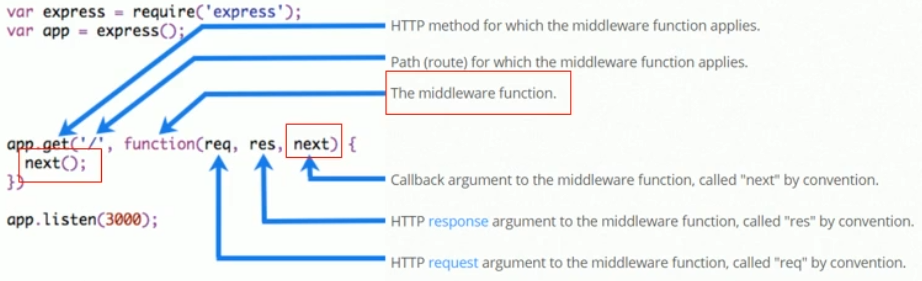 var express = require('express');
var app = express();
HTTP method for which the middleware function applies.
Path (route) for which the middleware function applies.
The middleware function.
app.get('/', function(req, res, next) {
next();
})
Callback argument to the middleware function, called "next" by convention.
app.listen(3000);
HTTP response argument to the middleware function, called "res" by convention.
HTTP request argument to the middleware function, called "req" by convention.